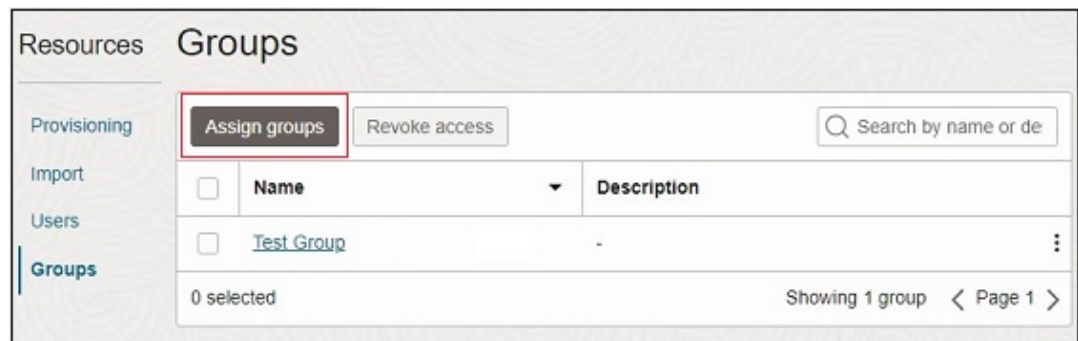 Resources
Groups
Provisioning
Import
Users
Groups
Assign groups
Revoke access
Search by name or de
Name
Description
Test Group
-
0 selected
Showing 1 group
Page 1